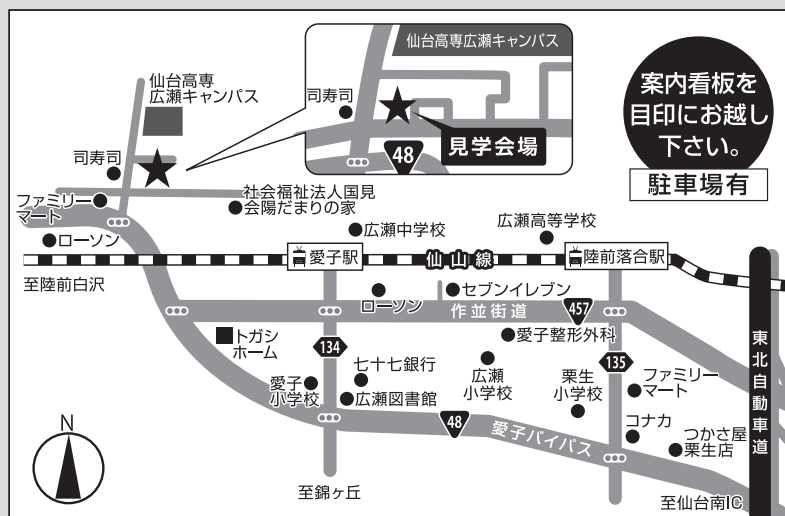 仙台高専
広瀬キャンパス
司寿司
仙台高専広瀬キャンパス
司寿司
見学会場
48
案内看板を
目印にお越し
下さい。
駐車場有
ファミリー
マート
社会福祉法人国見
会陽だまりの家
ローソン
広瀬中学校
広瀬高等学校
愛子駅
仙山線
陸前落合駅
至陸前白沢
ローソン
セブンイレブン
作並街道
457
トガシ
ホーム
134
愛子整形外科
135
東北自動車道
七十七銀行
愛子
小学校
広瀬図書館
広瀬
小学校
栗生
小学校
ファミリー
マート
48
愛子バイパス
コナカ
つかさ屋
栗生店
N
至錦ヶ丘
至仙台南IC